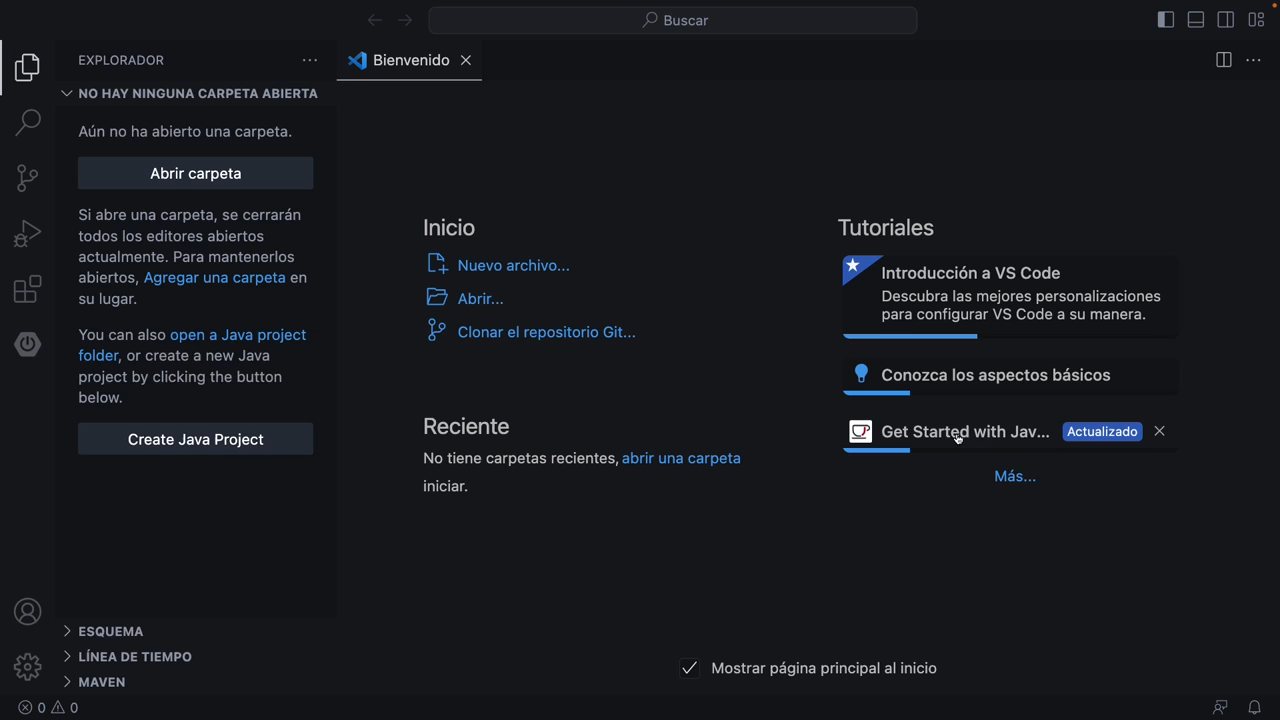 Buscar
EXPLORADOR
Bienvenido
NO HAY NINGUNA CARPETA ABIERTA
Aún no ha abierto una carpeta.
Abrir carpeta
Si abre una carpeta, se cerrarán
todos los editores abiertos
actualmente. Para mantenerlos
abiertos, Agregar una carpeta en
su lugar.
You can also open a Java project
folder, or create a new Java
project by clicking the button
below.
Create Java Project
Inicio
Nuevo archivo...
Abrir...
Clonar el repositorio Git...
Reciente
No tiene carpetas recientes, abrir una carpeta
iniciar.
Tutoriales
Introducción a VS Code
Descubra las mejores personalizaciones
para configurar VS Code a su manera.
Conozca los aspectos básicos
Get Started with Jav... Actualizado
Más...
ESQUEMA
LÍNEA DE TIEMPO
MAVEN
Mostrar página principal al inicio
0 0